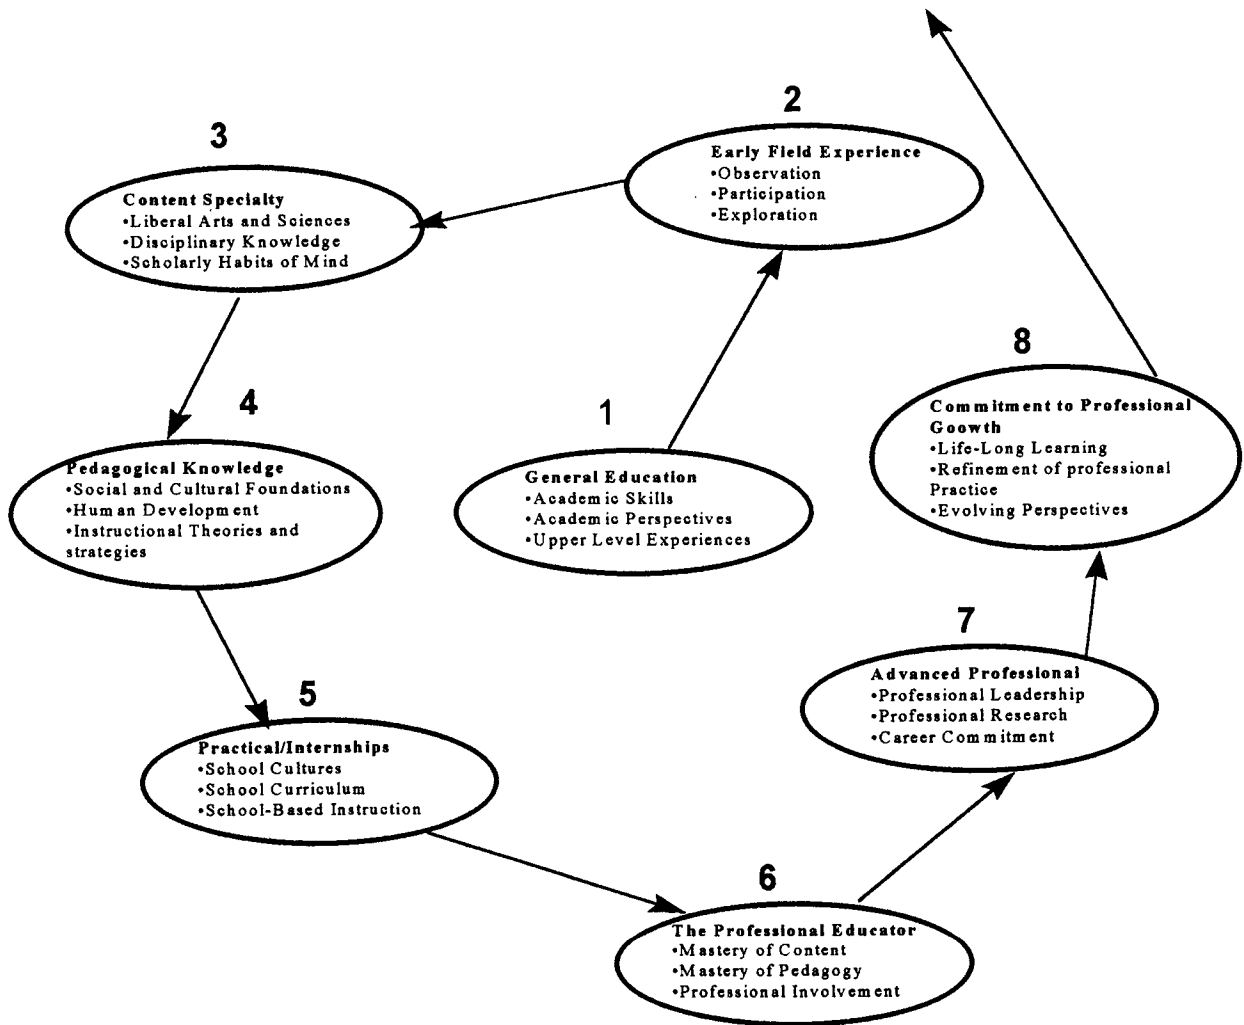 1
General Education
•Academic Skills
•Academic Perspectives
•Upper Level Experiences
2
Early Field Experience
•Observation
•Participation
•Exploration
3
Content Specialty
•Liberal Arts and Sciences
•Disciplinary Knowledge
•Scholarly Habits of Mind
4
Pedagogical Knowledge
•Social and Cultural Foundations
•Human Development
•Instructional Theories and
strategies
5
Practical/Internships
•School Cultures
•School Curriculum
•School-Based Instruction
6
The Professional Educator
•Mastery of Content
•Mastery of Pedagogy
•Professional Involvement
7
Advanced Professional
•Professional Leadership
•Professional Research
•Career Commitment
8
Commitment to Professional
Goowth
•Life-Long Learning
•Refinement of professional
Practice
•Evolving Perspectives